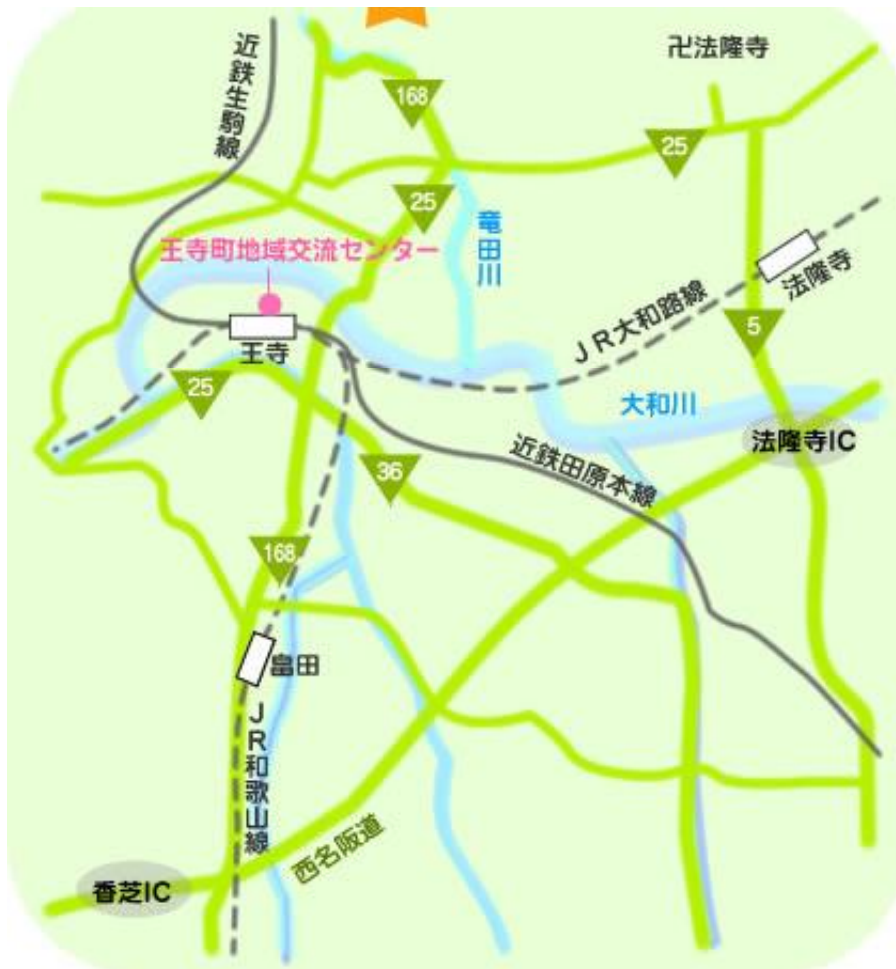 近鉄生駒線
卍法隆寺
168
25
25
竜田川
王寺町地域交流センター
法隆寺
JR大和路線
5
王寺
25
大和川
法隆寺IC
近鉄田原本線
36
168
畠田
JR和歌山線
西名阪道
香芝IC